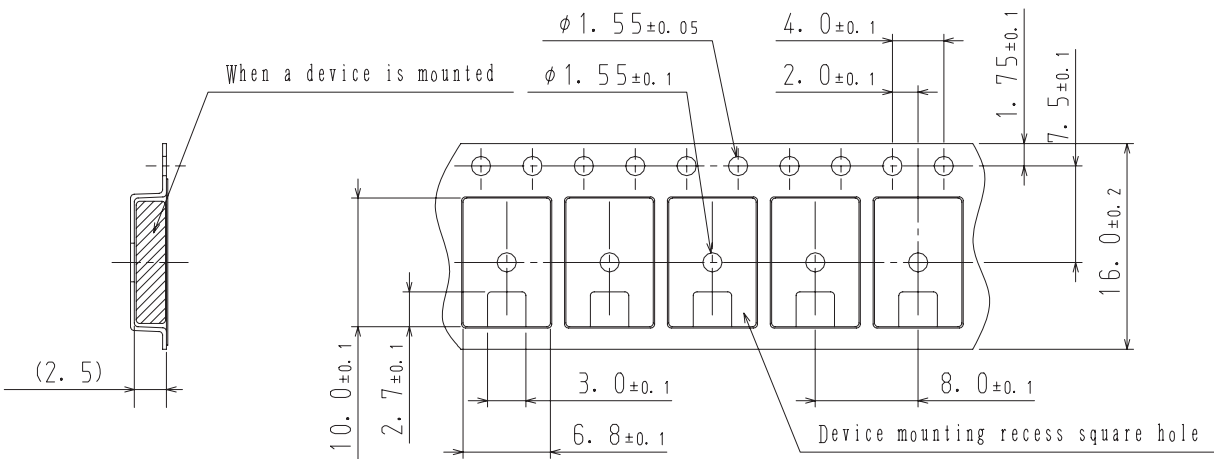 φ1.55±0.05
4.0±0.1
When a device is mounted
φ1.55±0.1
2.0±0.1
1.75±0.1
7.5±0.1
16.0±0.2
(2.5)
10.0±0.1
2.7±0.1
3.0±0.1
8.0±0.1
6.8±0.1
Device mounting recess square hole